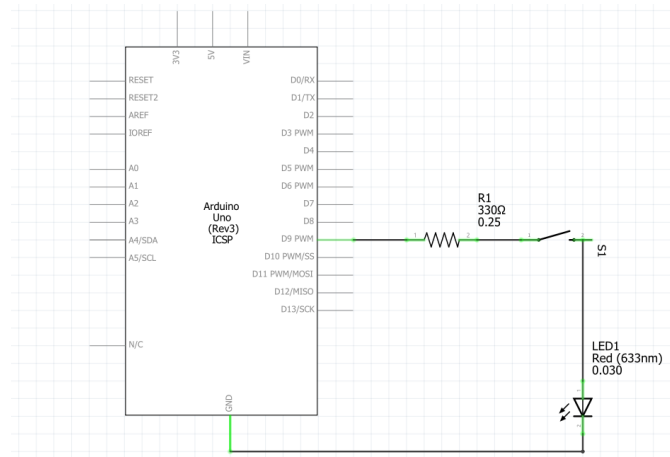 3V3
5V
VIN
RESET
RESET2
AREF
IOREF
A0
A1
A2
A3
A4/SDA
A5/SCL
N/C
Arduino
Uno
(Rev3)
ICSP
D0/RX
D1/TX
D2
D3 PWM
D4
D5 PWM
D6 PWM
D7
D8
D9 PWM
D10 PWM/SS
D11 PWM/MOSI
D12/MISO
D13/SCK
GND
R1
330Ω
0.25
1
2
1
2
S1
LED1
Red (633nm)
0.030
1
2